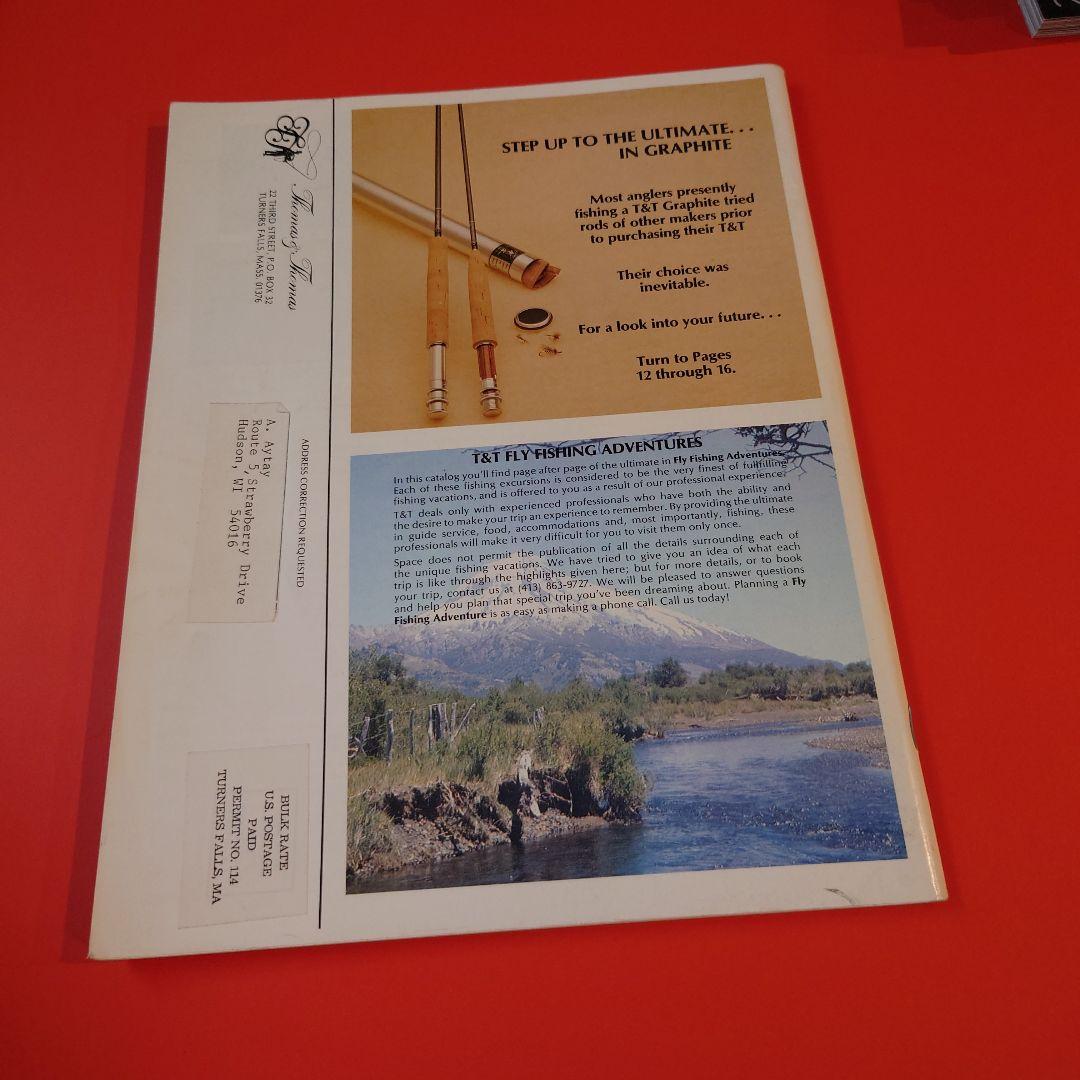 T&T
Thomas & Thomas
22 THIRD STREET, P.O. BOX 32
TURNERS FALLS, MASS. 01376
ADDRESS CORRECTION REQUESTED
A. Aytay
Route 5, Strawberry Drive
Hudson, WI 54016
BULK RATE
U.S. POSTAGE
PAID
PERMIT NO. 114
TURNERS FALLS, MA
STEP UP TO THE ULTIMATE. . .
IN GRAPHITE
Most anglers presently
fishing a T&T Graphite tried
rods of other makers prior
to purchasing their T&T
Their choice was
inevitable.
For a look into your future. . .
Turn to Pages
12 through 16.
T&T FLY FISHING ADVENTURES
In this catalog you'll find page after page of the ultimate in Fly Fishing Adventures.
Each of these fishing excursions is considered to be the very finest of fulfilling
fishing vacations, and is offered to you as a result of our professional experience.
T&T deals only with experienced professionals who have both the ability and
the desire to make your trip an experience to remember. By providing the ultimate
in guide service, food, accommodations and, most importantly, fishing, these
professionals will make it very difficult for you to visit them only once.
Space does not permit the publication of all the details surrounding each of
the unique fishing vacations. We have tried to give you an idea of what each
trip is like through the highlights given here; but for more details, or to book
your trip, contact us at (413) 863-9727. We will be pleased to answer questions
and help you plan that special trip you've been dreaming about. Planning a Fly
Fishing Adventure is as easy as making a phone call. Call us today!